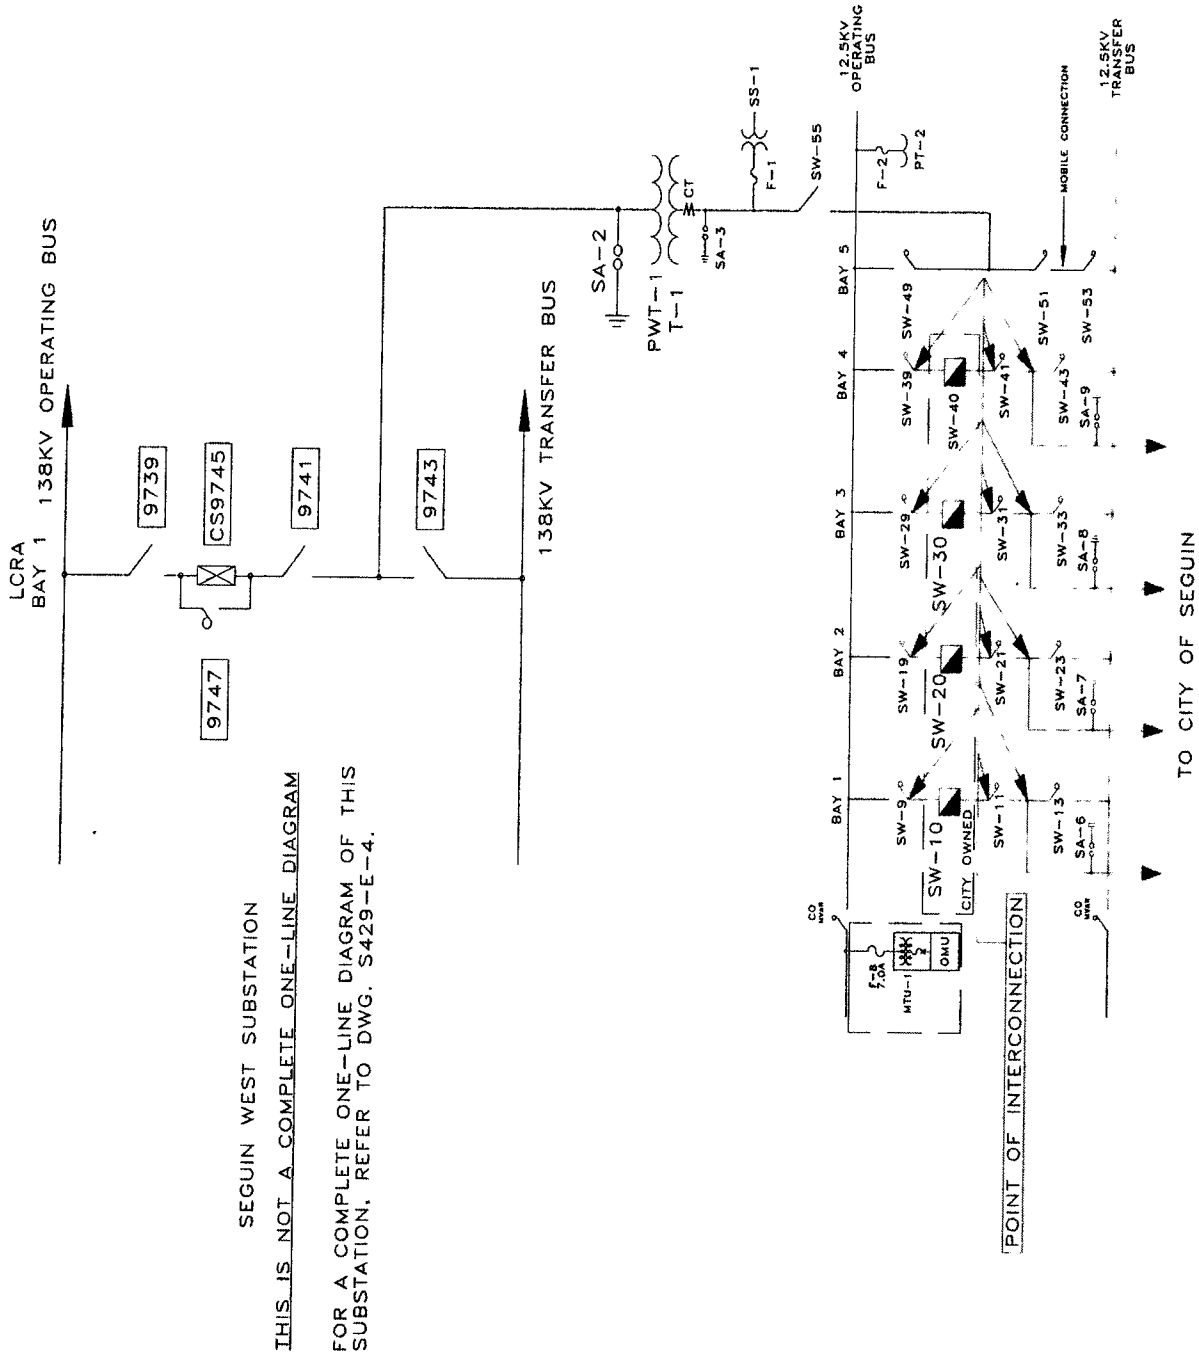 LCRA
BAY 1 138KV OPERATING BUS
9739
CS9745
9747
9741
9743
138KV TRANSFER BUS
SEGUIN WEST SUBSTATION
THIS IS NOT A COMPLETE ONE-LINE DIAGRAM
FOR A COMPLETE ONE-LINE DIAGRAM OF THIS
SUBSTATION, REFER TO DWG. S429-E-4.
SA-2
PWT-1
T-1
CT
SA-3
F-1
SS-1
SW-55
12.5KV
OPERATING
BUS
F-2
PT-2
BAY 1
BAY 2
BAY 3
BAY 4
BAY 5
SW-9
SW-10
CITY OWNED
SW-11
SW-13
SA-6
SW-19
SW-20
SW-21
SW-23
SA-7
SW-29
SW-30
SW-31
SW-33
SA-8
SW-39
SW-40
SW-41
SW-43
SA-9
SW-49
SW-51
SW-53
MOBILE CONNECTION
12.5KV
TRANSFER
BUS
CO
F-8
7.0A
MTU-1
OMU
CO
POINT OF INTERCONNECTION
TO CITY OF SEGUIN